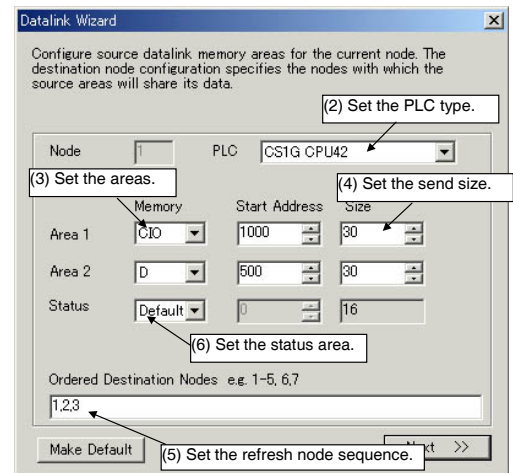 Datalink Wizard
Configure source datalink memory areas for the current node. The
destination node configuration specifies the nodes with which the
source areas will share its data.
(2) Set the PLC type.
Node 1 PLC CS1G CPU42
(3) Set the areas.
(4) Set the send size.
Memory Start Address Size
Area 1 CIO 1000 30
Area 2 D 500 30
Status Default 0 16
(6) Set the status area.
Ordered Destination Nodes e.g. 1-5, 6,7
1,2,3
Make Default
(5) Set the refresh node sequence.
>>